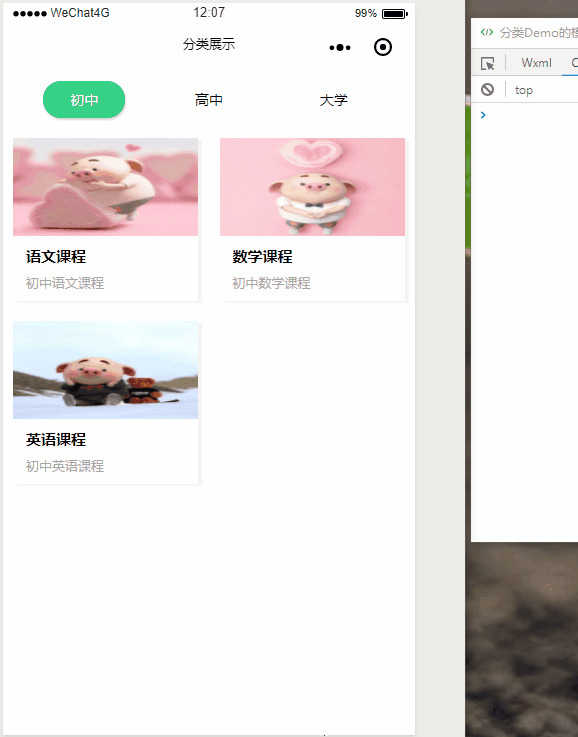 WeChat4G 12:07 99%
分类展示
初中 高中 大学
语文课程 数学课程
初中语文课程 初中数学课程
英语课程
初中英语课程
分类Demo的
Wxml
top